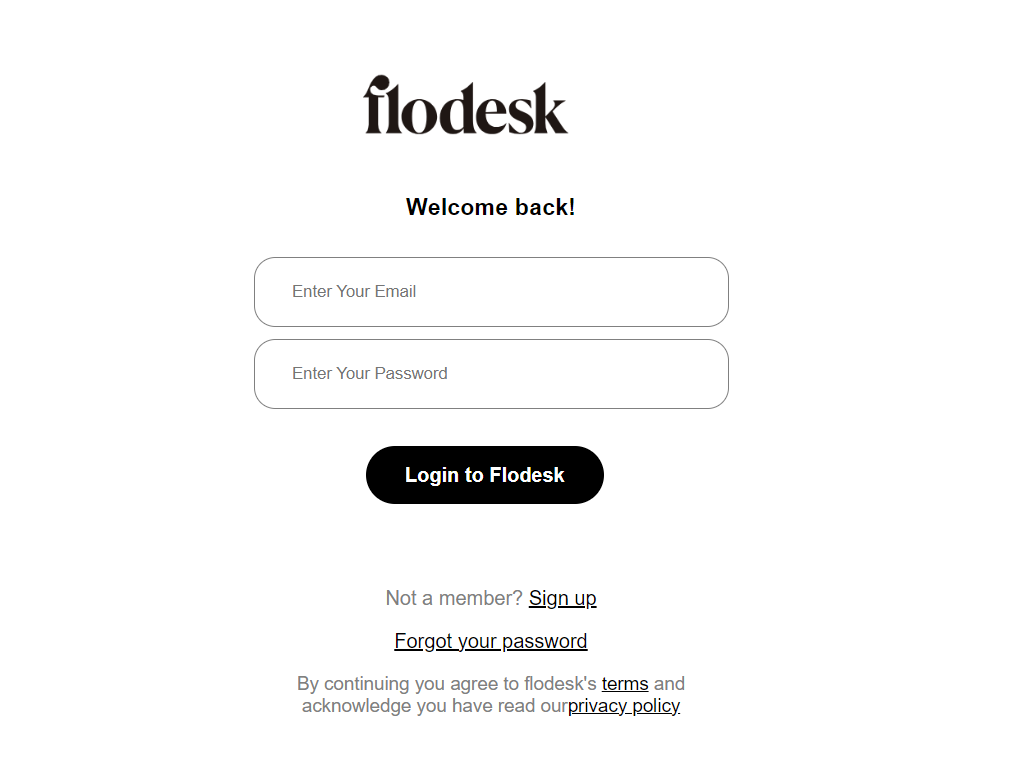 flodesk
Welcome back!
Enter Your Email
Enter Your Password
Login to Flodesk
Not a member? Sign up
Forgot your password
By continuing you agree to flodesk's terms and
acknowledge you have read ourprivacy policy